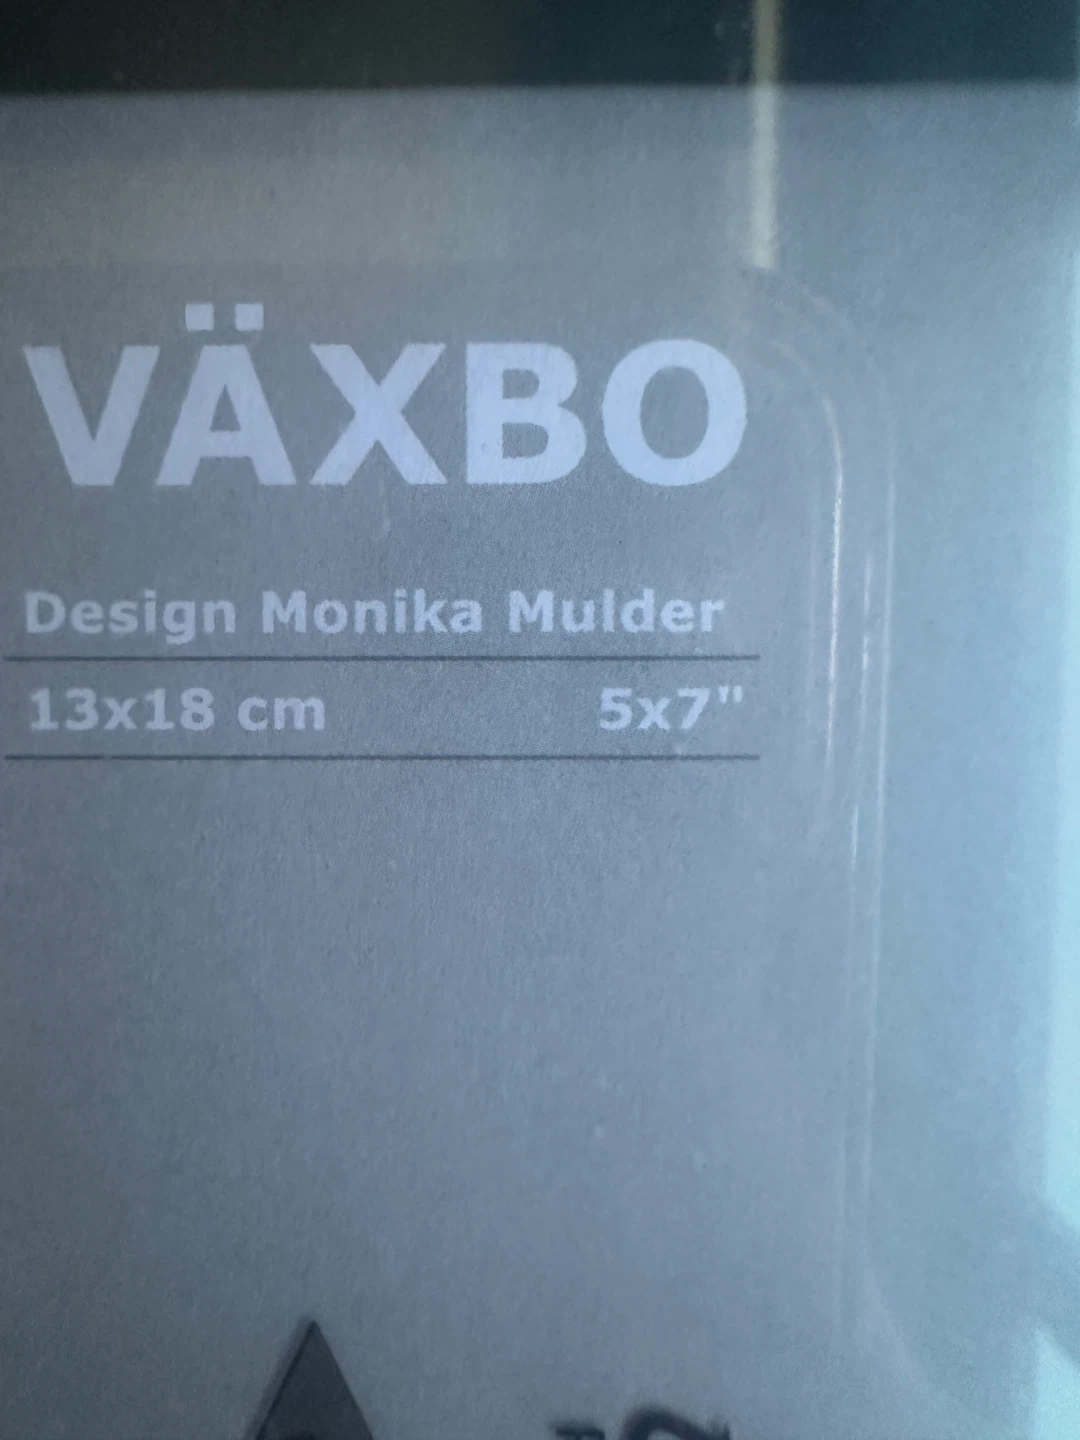 VÄXBO
Design Monika Mulder
13x18 cm 5x7"